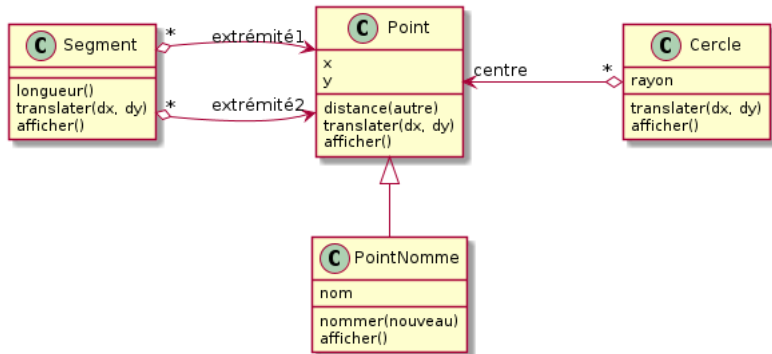 C Segment
longueur()
translater(dx, dy)
afficher()
* extrémité1
* extrémité2
C Point
x
y
distance(autre)
translater(dx, dy)
afficher()
centre *
C Cercle
rayon
translater(dx, dy)
afficher()
C PointNomme
nom
nommer(nouveau)
afficher()